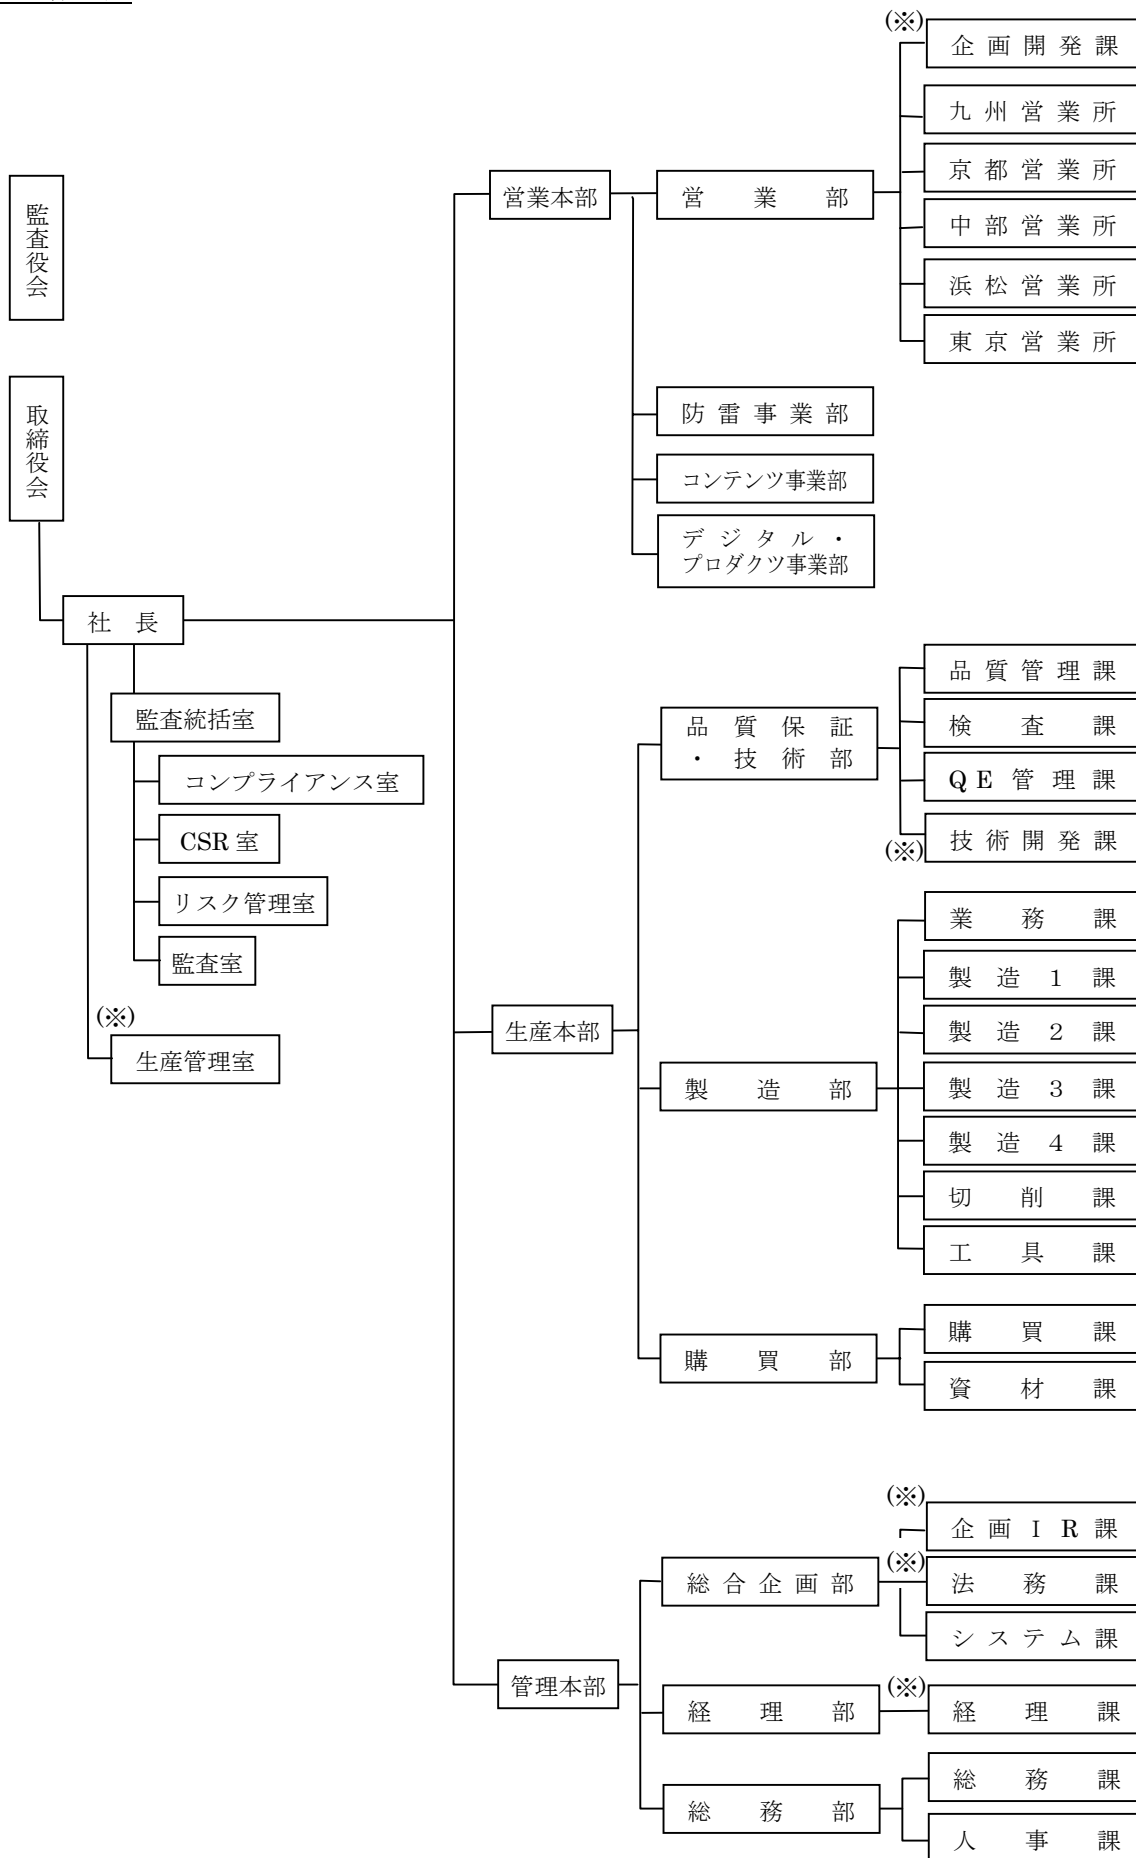 監査役会
取締役会
社長
監査統括室
コンプライアンス室
CSR室
リスク管理室
監査室
(※)
生産管理室
営業本部
営業部
(※)
企画開発課
九州営業所
京都営業所
中部営業所
浜松営業所
東京営業所
防雷事業部
コンテンツ事業部
デジタル・
プロダクツ事業部
生産本部
品質保証
・技術部
品質管理課
検査課
QE管理課
(※)
技術開発課
製造部
業務課
製造1課
製造2課
製造3課
製造4課
切削課
工具課
購買部
購買課
資材課
管理本部
総合企画部
(※)
企画IR課
(※)
法務課
システム課
経理部
(※)
経理課
総務部
総務課
人事課